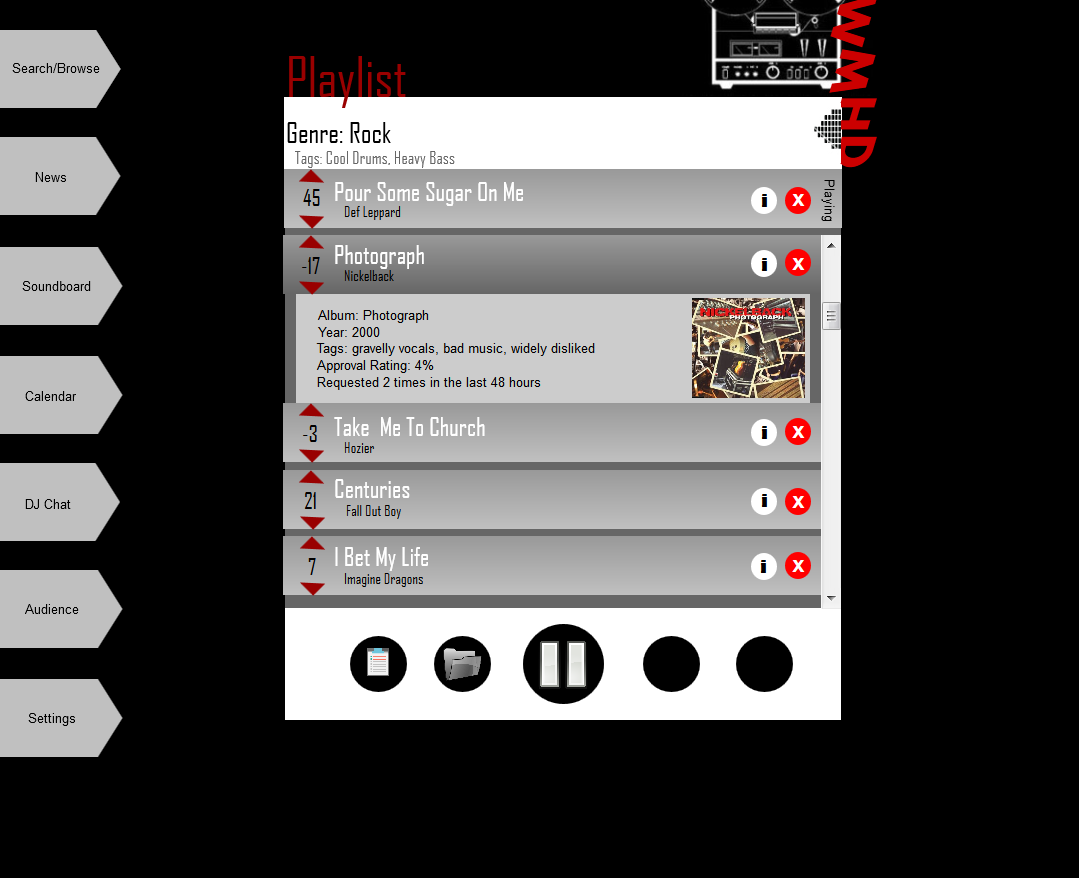 WMHD
Playlist
Genre: Rock
Tags: Cool Drums, Heavy Bass
45
Pour Some Sugar On Me
Def Leppard
i
X
Playing
-17
Photograph
Nickelback
i
X
Album: Photograph
Year: 2000
Tags: gravelly vocals, bad music, widely disliked
Approval Rating: 4%
Requested 2 times in the last 48 hours
NICKELBACK
PHOTOGRAPH
-3
Take  Me To Church
Hozier
i
X
21
Centuries
Fall Out Boy
i
X
7
I Bet My Life
Imagine Dragons
i
X
Search/Browse
News
Soundboard
Calendar
DJ Chat
Audience
Settings